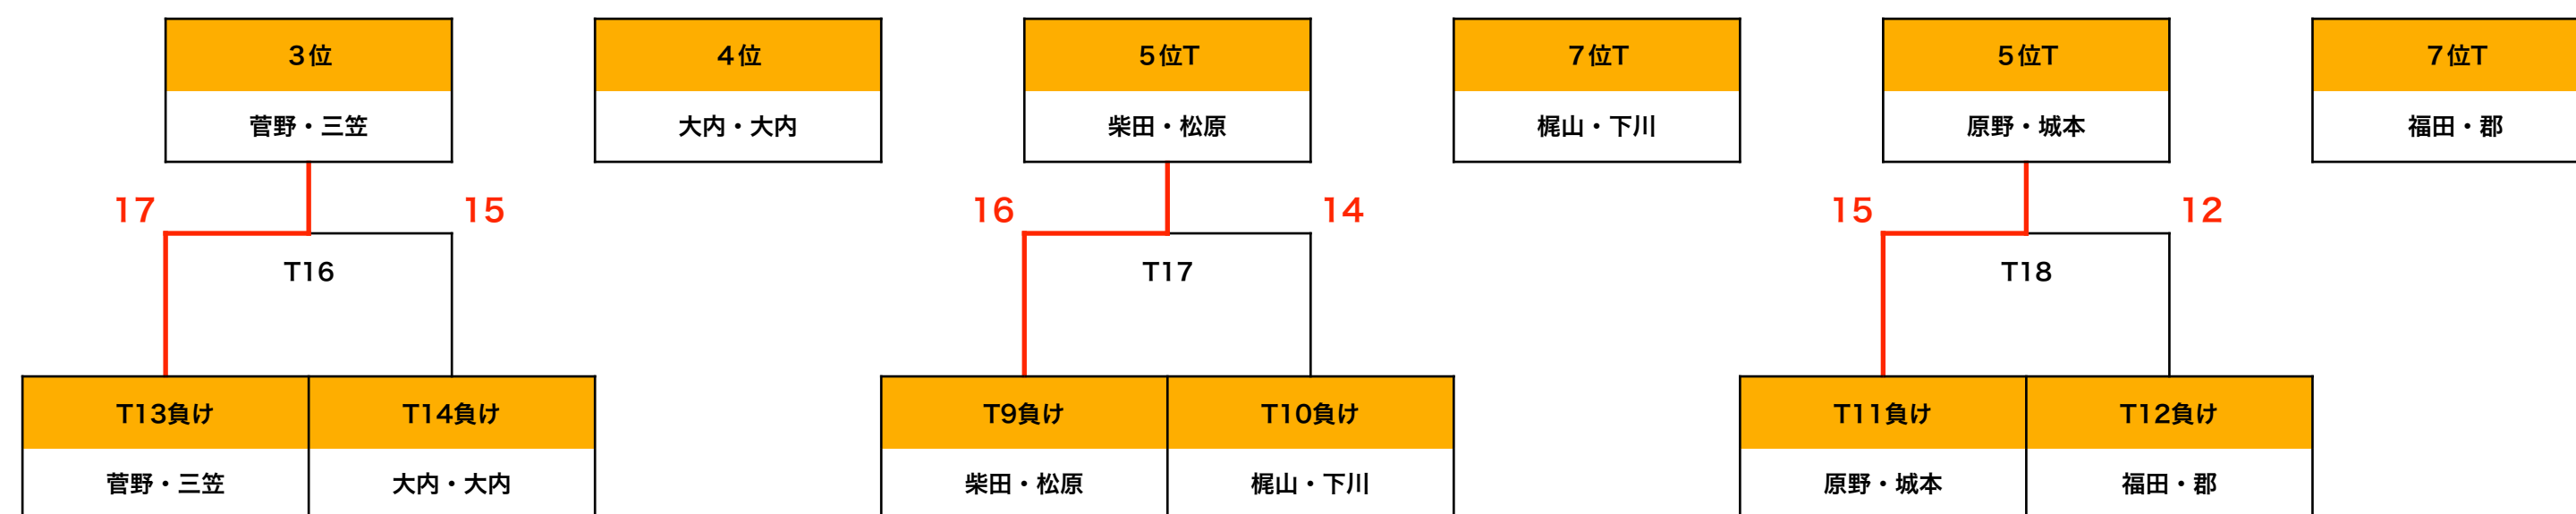 3位
4位
5位T
7位T
5位T
7位T
菅野・三笠
大内・大内
柴田・松原
梶山・下川
原野・城本
福田・郡
17
15
16
14
15
12
T16
T17
T18
T13負け
T14負け
T9負け
T10負け
T11負け
T12負け
菅野・三笠
大内・大内
柴田・松原
梶山・下川
原野・城本
福田・郡